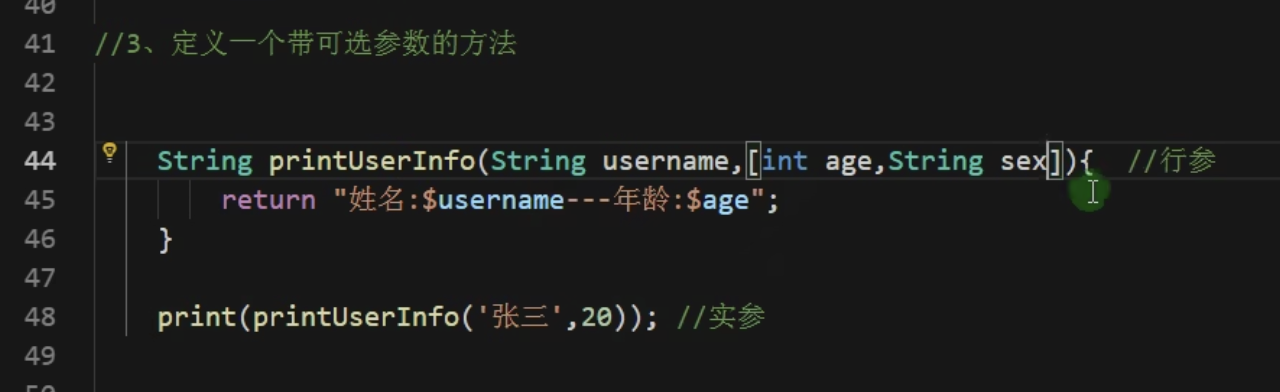 40
41 //3、定义一个带可选参数的方法
42
43
44 String printUserInfo(String username,[int age,String sex]){ //行参
45 return "姓名:$username---年龄:$age";
46 }
47
48 print(printUserInfo('张三',20)); //实参
49
50